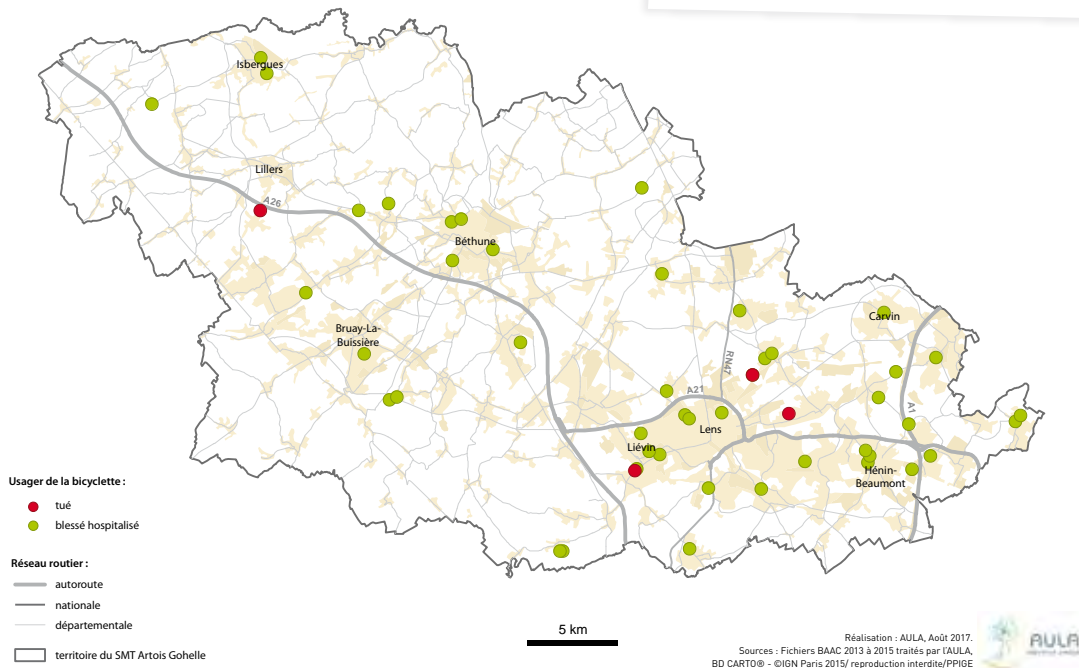 Isbergues
Lillers
A26
Béthune
Bruay-La-
Buissière
Carvin
RN47
A21
A1
Lens
Liévin
Hénin-
Beaumont
Usager de la bicyclette :
tué
blessé hospitalisé
Réseau routier :
autoroute
nationale
départementale
territoire du SMT Artois Gohelle
5 km
Réalisation : AULA, Août 2017.
Sources : Fichiers BAAC 2013 à 2015 traités par l'AULA,
BD CARTO® - ©IGN Paris 2015/ reproduction interdite/PPIGE
AULA